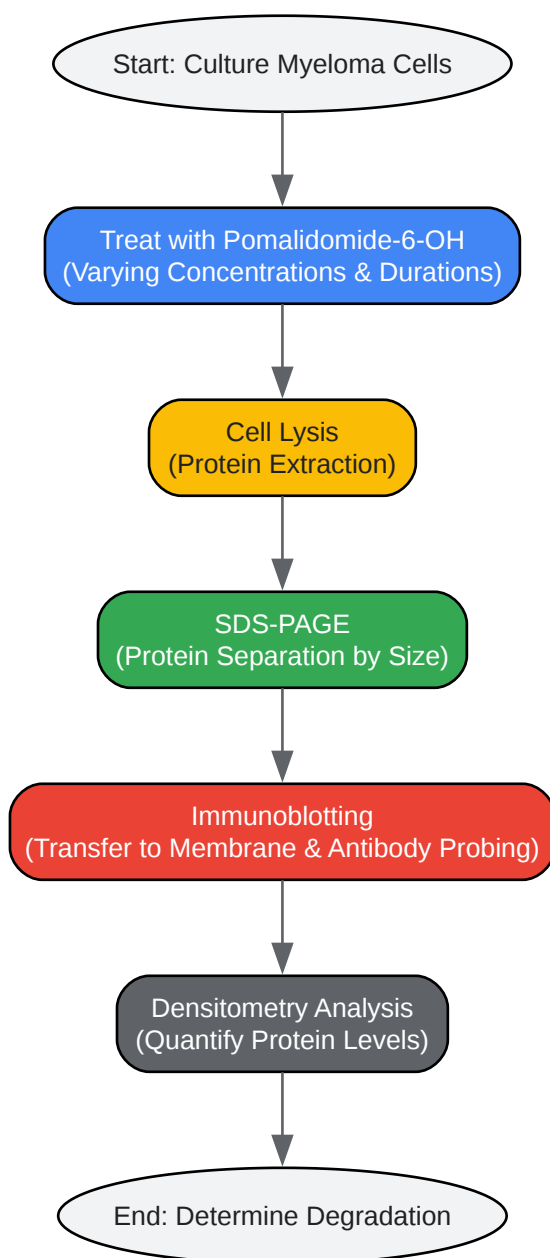 Start: Culture Myeloma Cells
Treat with Pomalidomide-6-OH
(Varying Concentrations & Durations)
Cell Lysis
(Protein Extraction)
SDS-PAGE
(Protein Separation by Size)
Immunoblotting
(Transfer to Membrane & Antibody Probing)
Densitometry Analysis
(Quantify Protein Levels)
End: Determine Degradation